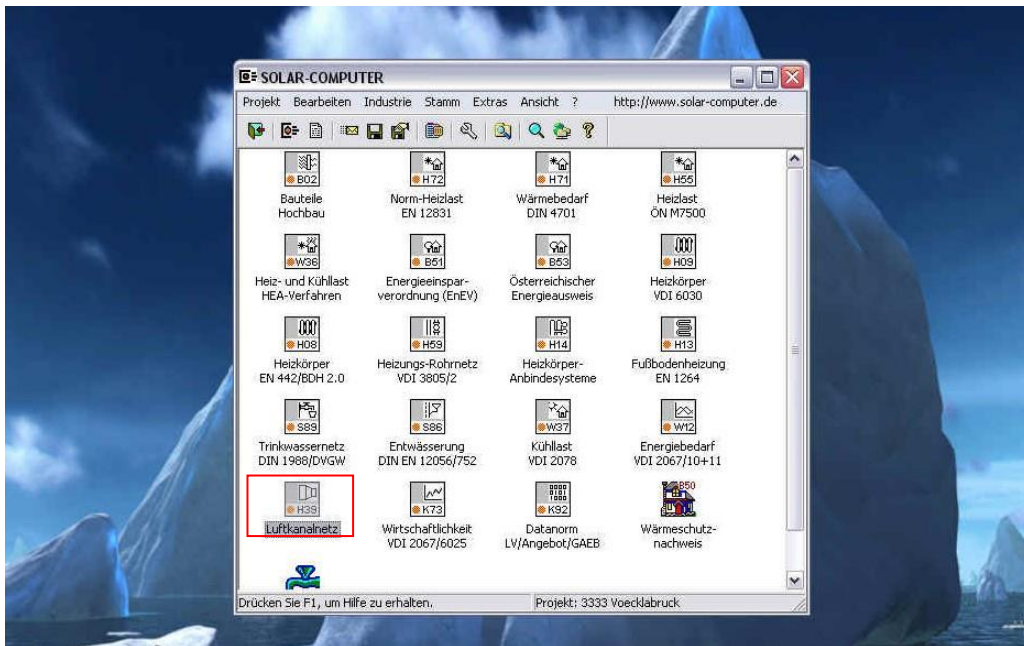 SOLAR-COMPUTER
Projekt Bearbeiten Industrie Stamm Extras Ansicht ? http://www.solar-computer.de
B02 H72 H71 H55
Bauteile Norm-Heizlast Wärmebedarf Heizlast
Hochbau EN 12831 DIN 4701 ÖN M7500
W36 B51 B53 H09
Heiz- und Kühllast Energieeinspar- Österreichischer Heizkörper
HEA-Verfahren verordnung (EnEV) Energieausweis VDI 6030
H08 H59 H14 H13
Heizkörper Heizungs-Rohrnetz Heizkörper- Fußbodenheizung
EN 442/BDH 2.0 VDI 3805/2 Anbindesysteme EN 1264
S89 S86 W37 W12
Trinkwassernetz Entwässerung Kühllast Energiebedarf
DIN 1988/DVGW DIN EN 12056/752 VDI 2078 VDI 2067/10+11
H39 K73 K92 B50
Luftkanalnetz Wirtschaftlichkeit Datanorm Wärmeschutz-
VDI 2067/6025 LV/Angebot/GAEB nachweis
Drücken Sie F1, um Hilfe zu erhalten. Projekt: 3333 Voecklabruck